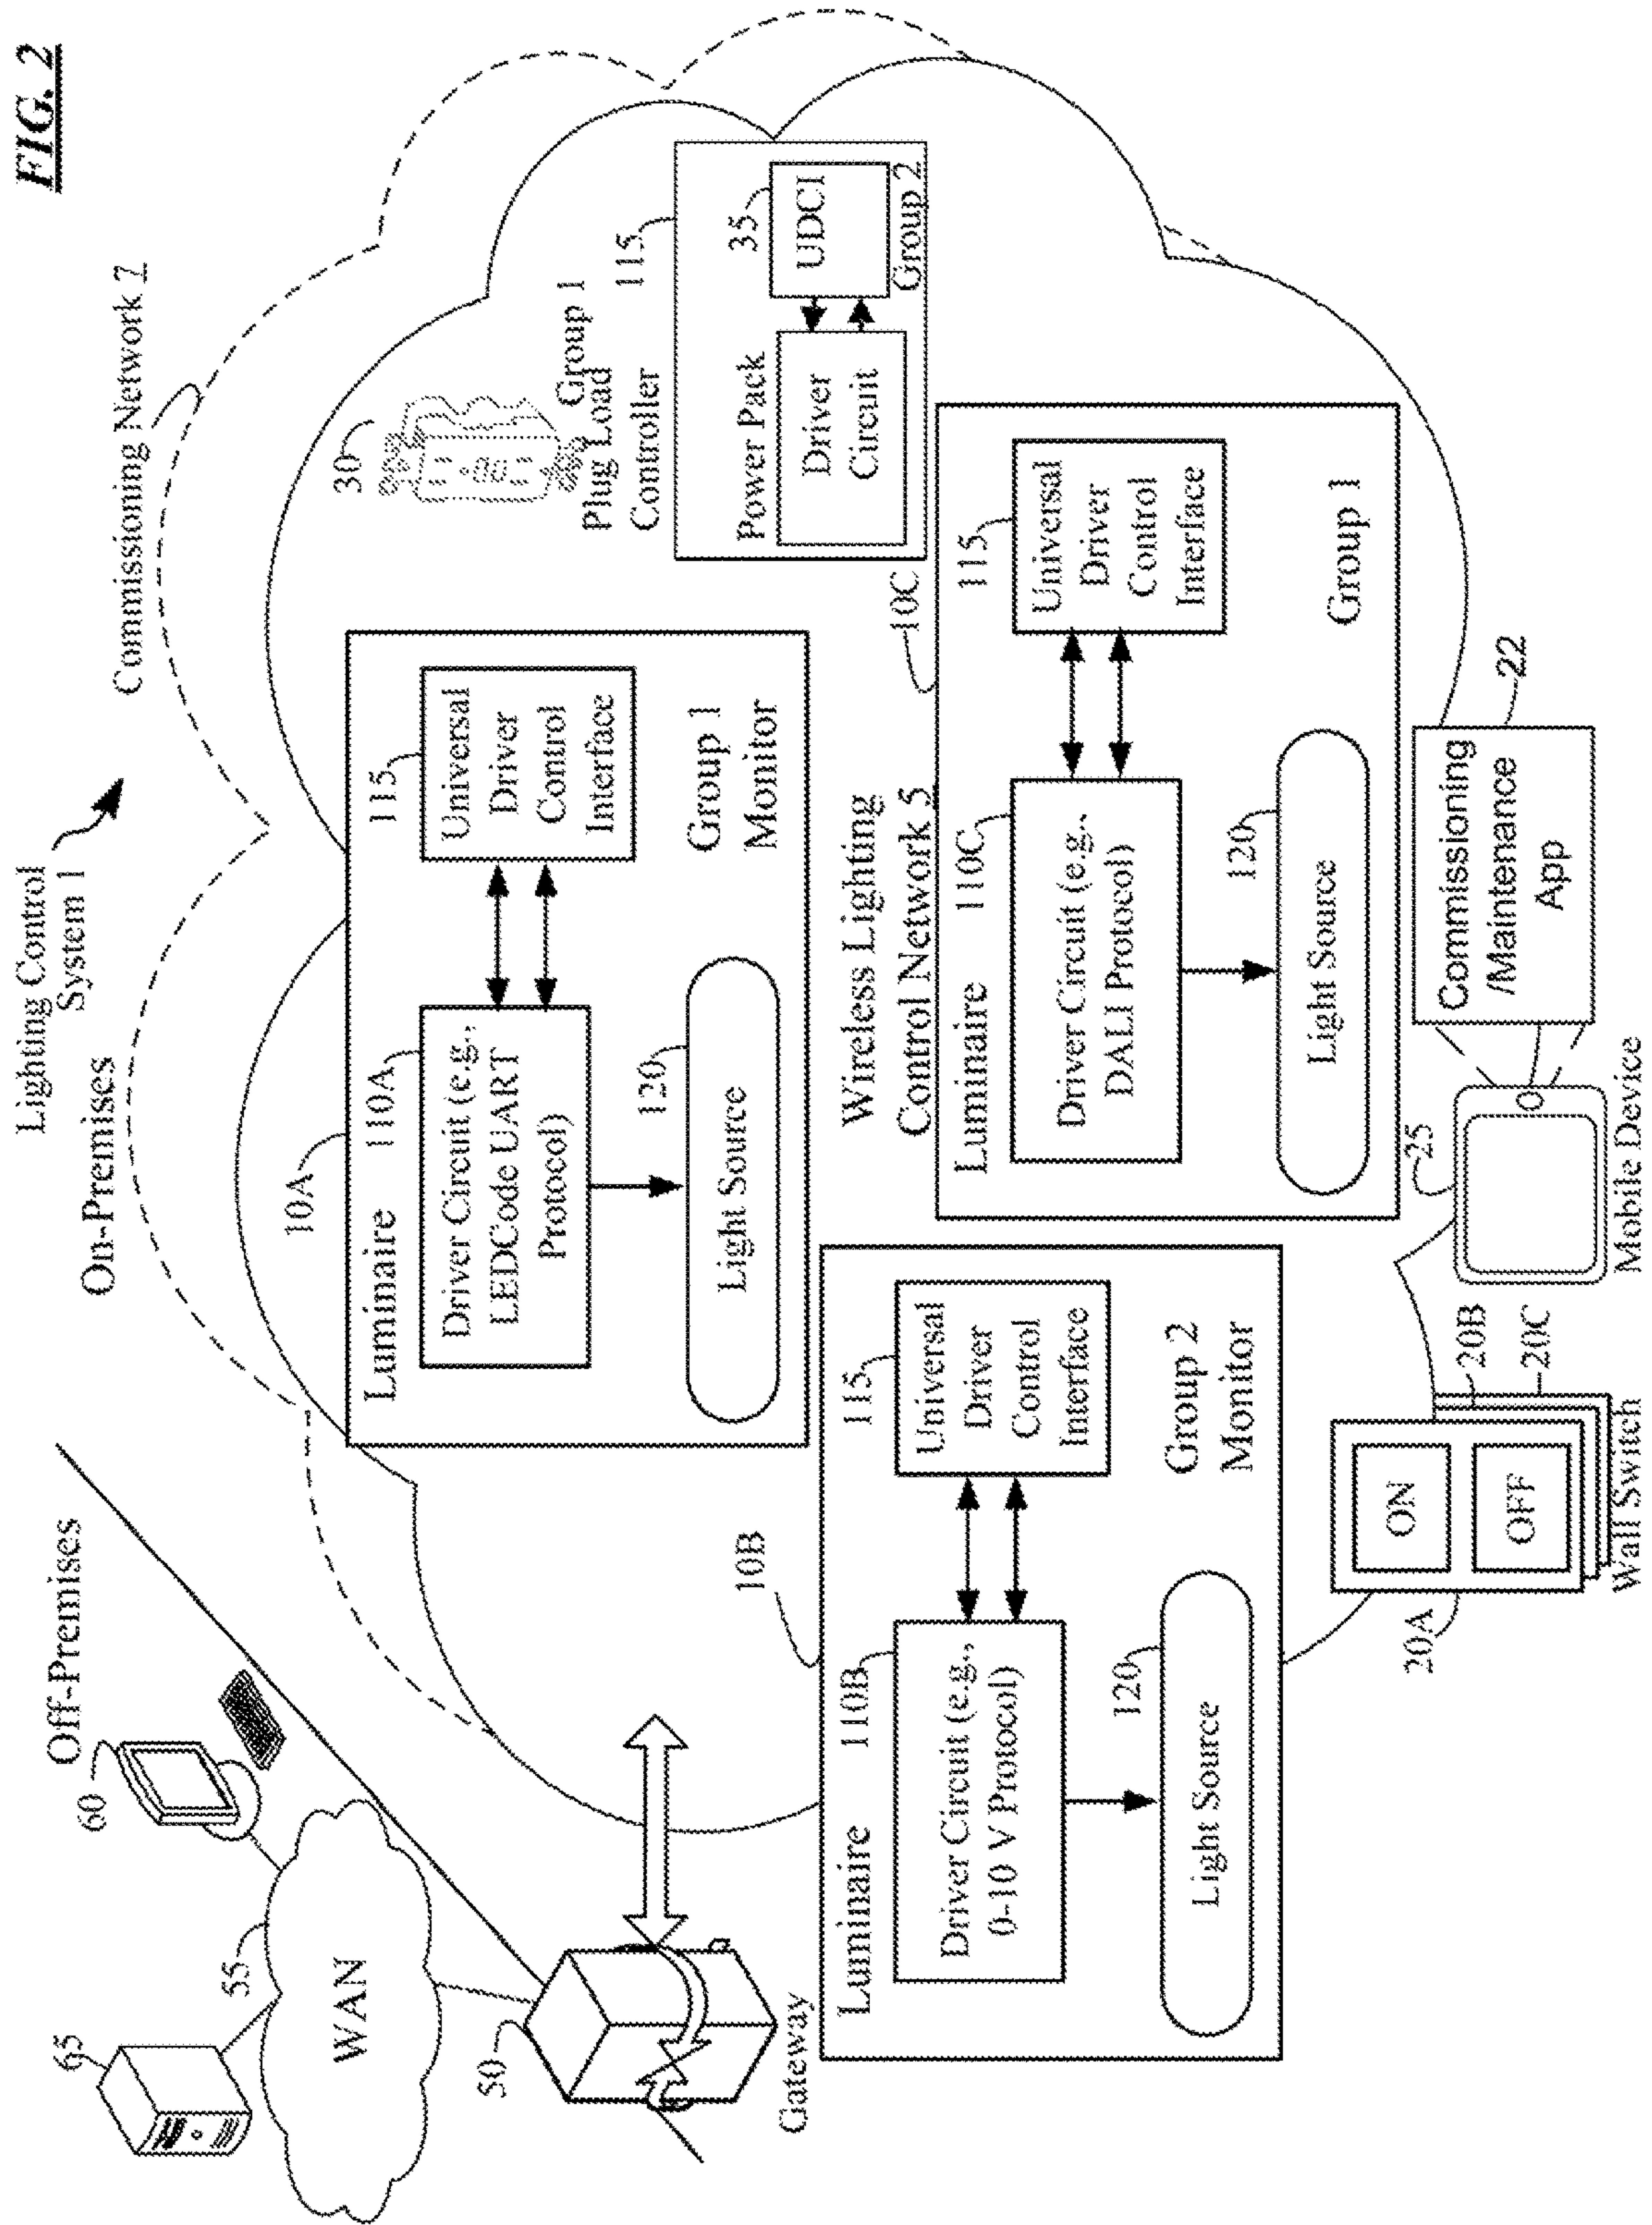 FIG. 2
Lighting Control
System 1
Commissioning Network 7
On-Premises
Off-Premises
65
60
55
WAN
50
Gateway
10A
Luminaire
110A
Driver Circuit (e.g.,
LEDCode UART
Protocol)
115
Universal
Driver
Control
Interface
120
Light Source
Group 1
Monitor
30
Group 1
Plug Load
Controller
115
Power Pack
35
Driver
Circuit
UDCI
Group 2
Wireless Lighting
Control Network 5
10B
Luminaire
110B
Driver Circuit (e.g.,
0-10 V Protocol)
115
Universal
Driver
Control
Interface
120
Light Source
Group 2
Monitor
10C
Luminaire
110C
Driver Circuit (e.g.,
DALI Protocol)
115
Universal
Driver
Control
Interface
120
Light Source
Group 1
20A
ON
OFF
20B
20C
Wall Switch
25
Mobile Device
Commissioning
/Maintenance
App
22